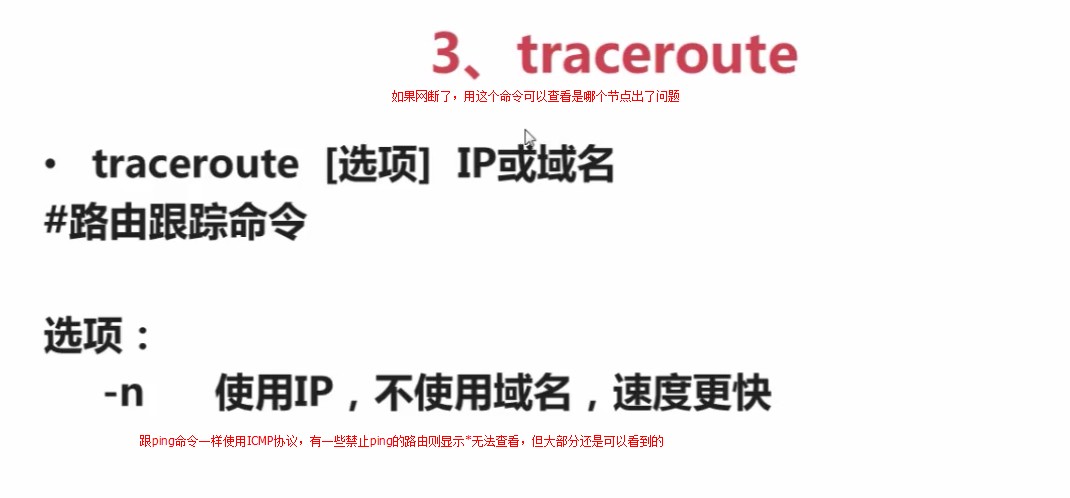 3、traceroute
如果网断了，用这个命令可以查看是哪个节点出了问题
• traceroute [选项] IP或域名
#路由跟踪命令
选项：
-n 使用IP，不使用域名，速度更快
跟ping命令一样使用ICMP协议，有一些禁止ping的路由则显示*无法查看，但大部分还是可以看到的